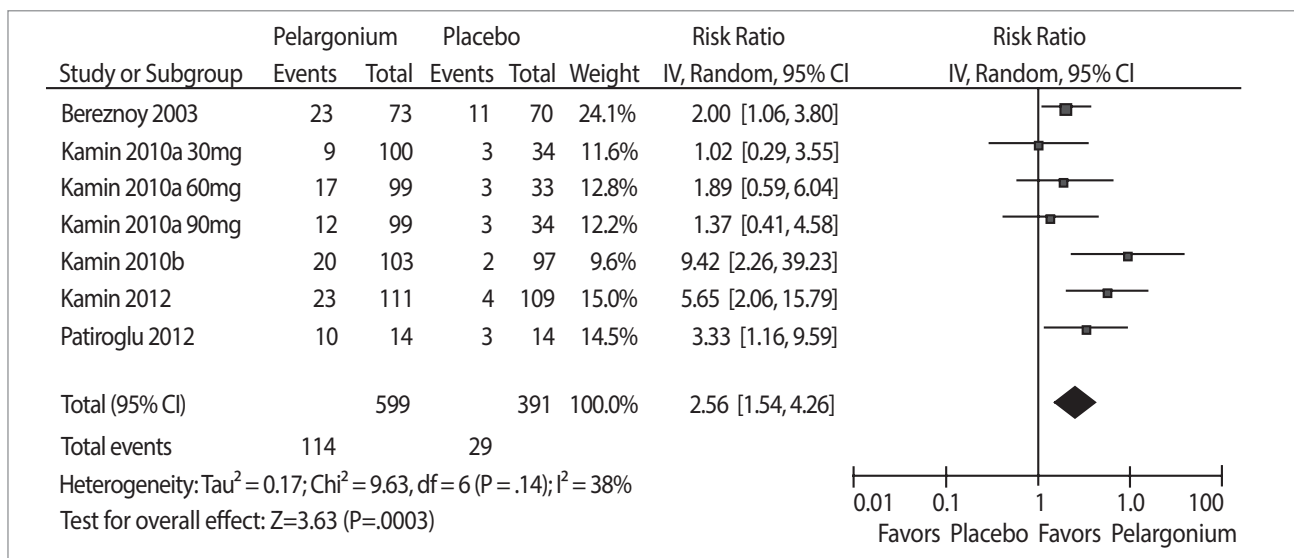 Pelargonium Placebo Risk Ratio Risk Ratio
Study or Subgroup Events Total Events Total Weight IV, Random, 95% CI IV, Random, 95% CI
Bereznoy 2003 23 73 11 70 24.1% 2.00 [1.06, 3.80]
Kamin 2010a 30mg 9 100 3 34 11.6% 1.02 [0.29, 3.55]
Kamin 2010a 60mg 17 99 3 33 12.8% 1.89 [0.59, 6.04]
Kamin 2010a 90mg 12 99 3 34 12.2% 1.37 [0.41, 4.58]
Kamin 2010b 20 103 2 97 9.6% 9.42 [2.26, 39.23]
Kamin 2012 23 111 4 109 15.0% 5.65 [2.06, 15.79]
Patiroglu 2012 10 14 3 14 14.5% 3.33 [1.16, 9.59]
Total (95% CI) 599 391 100.0% 2.56 [1.54, 4.26]
Total events 114 29
Heterogeneity: Tau² = 0.17; Chi² = 9.63, df = 6 (P = .14); I² = 38%
Test for overall effect: Z=3.63 (P=.0003)
0.01 0.1 1 1.0 100
Favors Placebo Favors Pelargonium